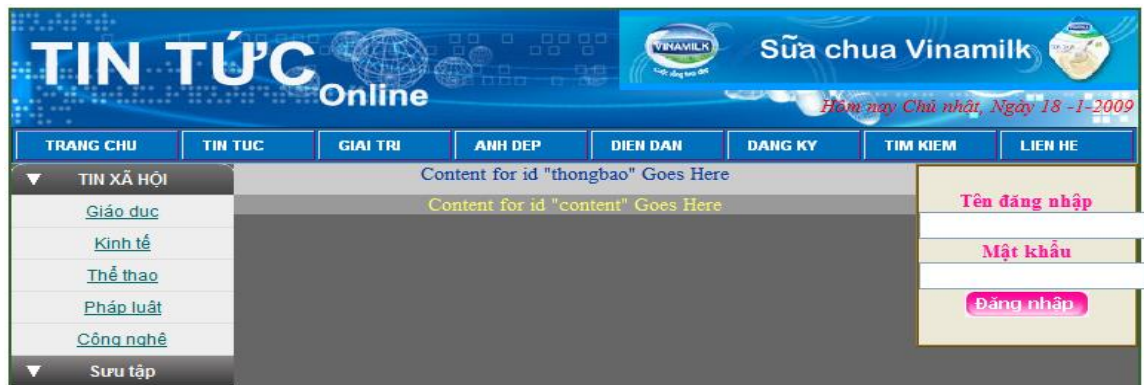 TIN TỨC
Online
VINAMILK
Sữa chua Vinamilk
Hôm nay Chủ nhật, Ngày 18 -1-2009
TRANG CHU
TIN TUC
GIAI TRI
ANH DEP
DIEN DAN
DANG KY
TIM KIEM
LIEN HE
TIN XÃ HỘI
Giáo dục
Kinh tế
Thể thao
Pháp luật
Công nghệ
Sưu tập
Content for id "thongbao" Goes Here
Content for id "content" Goes Here
Tên đăng nhập
Mật khẩu
Đăng nhập